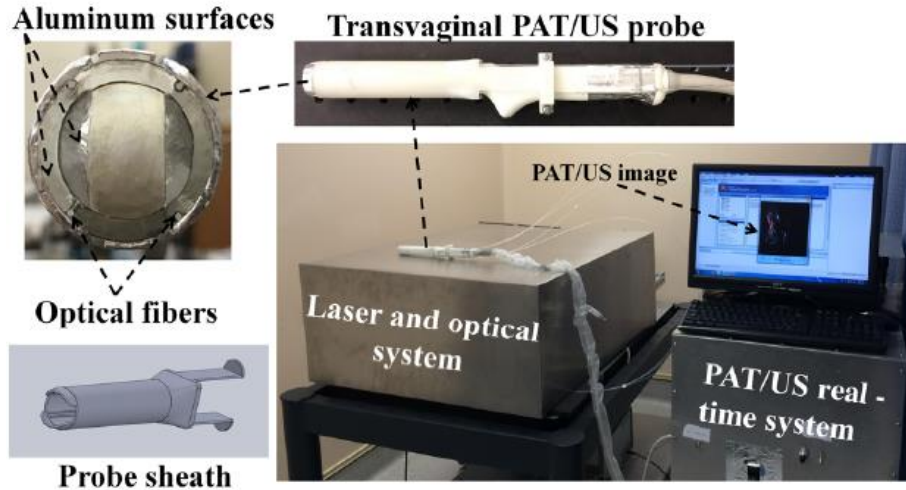 Aluminum surfaces
Transvaginal PAT/US probe
PAT/US image
Optical fibers
Laser and optical
system
PAT/US real -
time system
Probe sheath